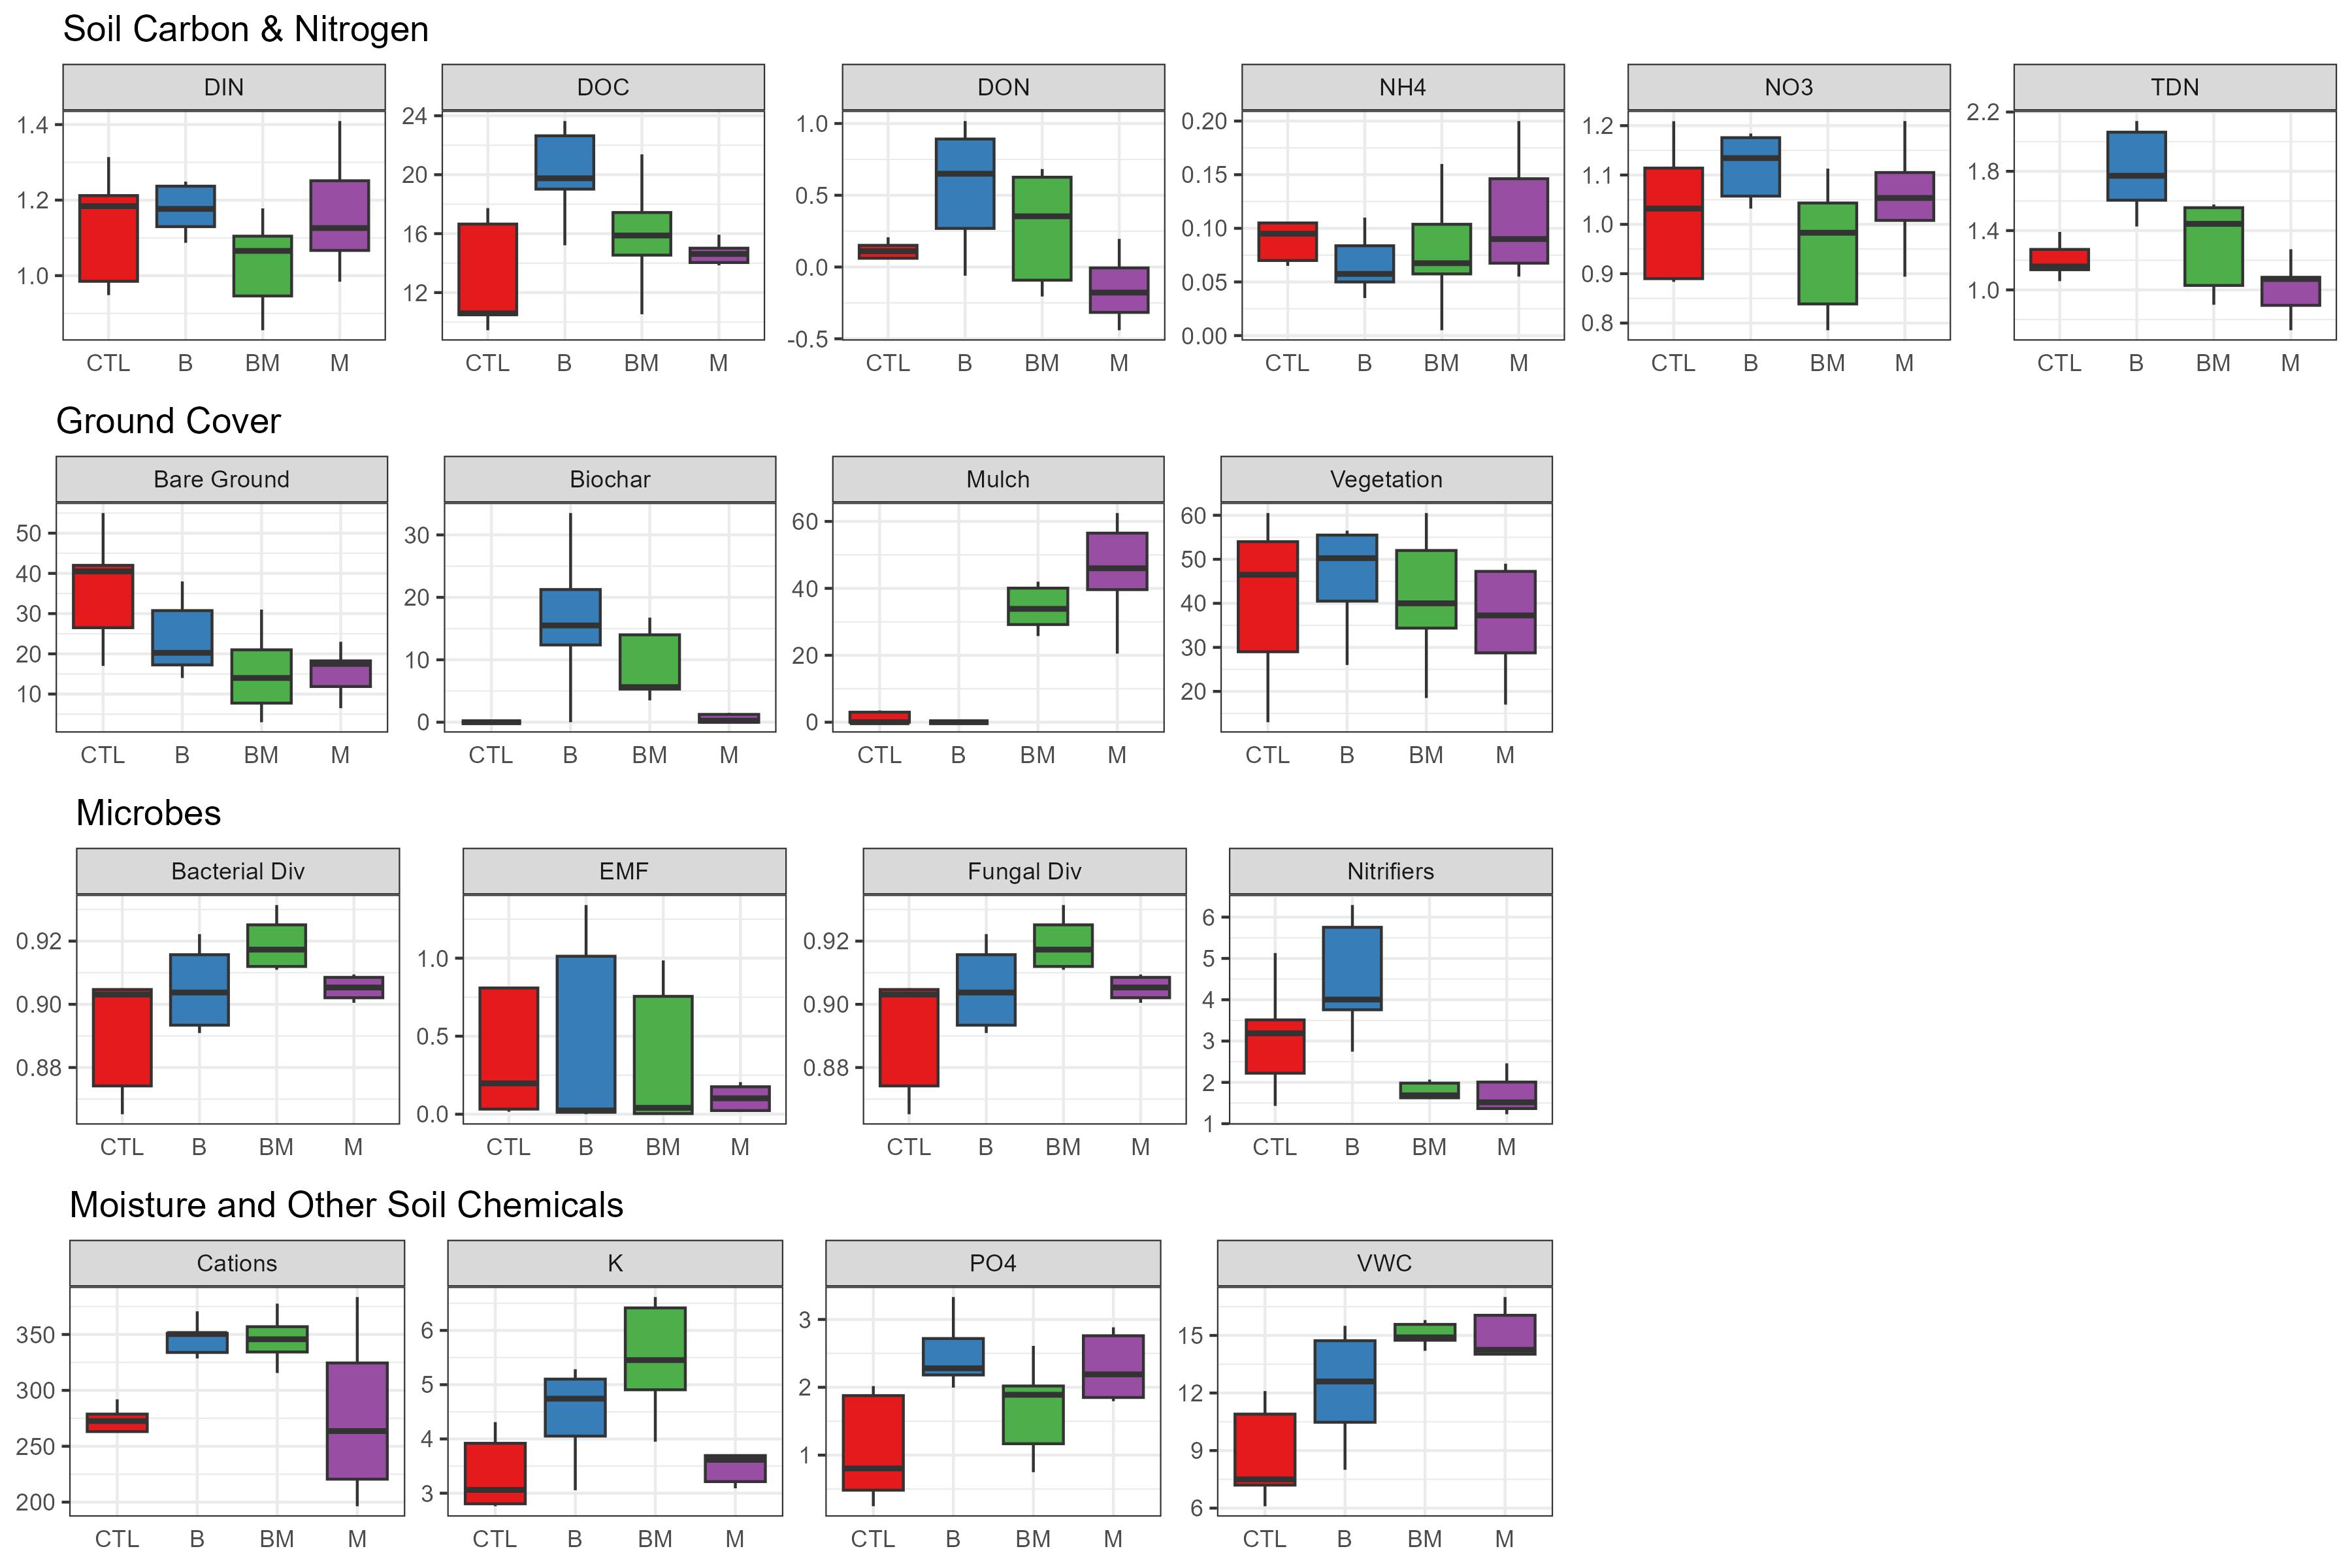 Soil Carbon & Nitrogen
DIN DOC DON NH4 NO3 TDN
1.4 1.2 1.0
24 20 16 12
1.0 0.5 0.0 -0.5
0.20 0.15 0.10 0.05 0.00
1.2 1.1 1.0 0.9 0.8
2.2 1.8 1.4 1.0
CTL B BM M CTL B BM M CTL B BM M CTL B BM M CTL B BM M CTL B BM M
Ground Cover
Bare Ground Biochar Mulch Vegetation
50 40 30 20 10
30 20 10 0
60 40 20 0
60 50 40 30 20
CTL B BM M CTL B BM M CTL B BM M CTL B BM M
Microbes
Bacterial Div EMF Fungal Div Nitrifiers
0.92 0.90 0.88
1.0 0.5 0.0
0.92 0.90 0.88
6 5 4 3 2 1
CTL B BM M CTL B BM M CTL B BM M CTL B BM M
Moisture and Other Soil Chemicals
Cations K PO4 VWC
350 300 250 200
6 5 4 3
3 2 1
15 12 9 6
CTL B BM M CTL B BM M CTL B BM M CTL B BM M